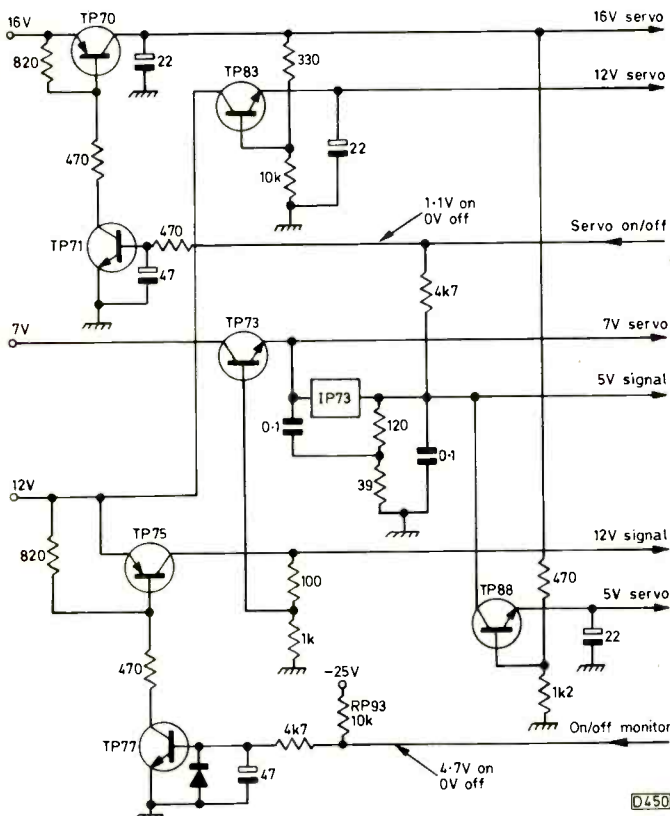 16V
TP70
16V servo
820
22
330
TP83
12V servo
470
22
10k
1·1V on
0V off
Servo on/off
TP71
470
47
4k7
7V
TP73
7V servo
5V signal
IP73
0·1
120
0·1
39
12V
TP75
12V signal
820
100
470
TP88
5V servo
1k
22
470
-25V
RP93
10k
1k2
On/off monitor
TP77
4k7
47
4·7V on
0V off
D450